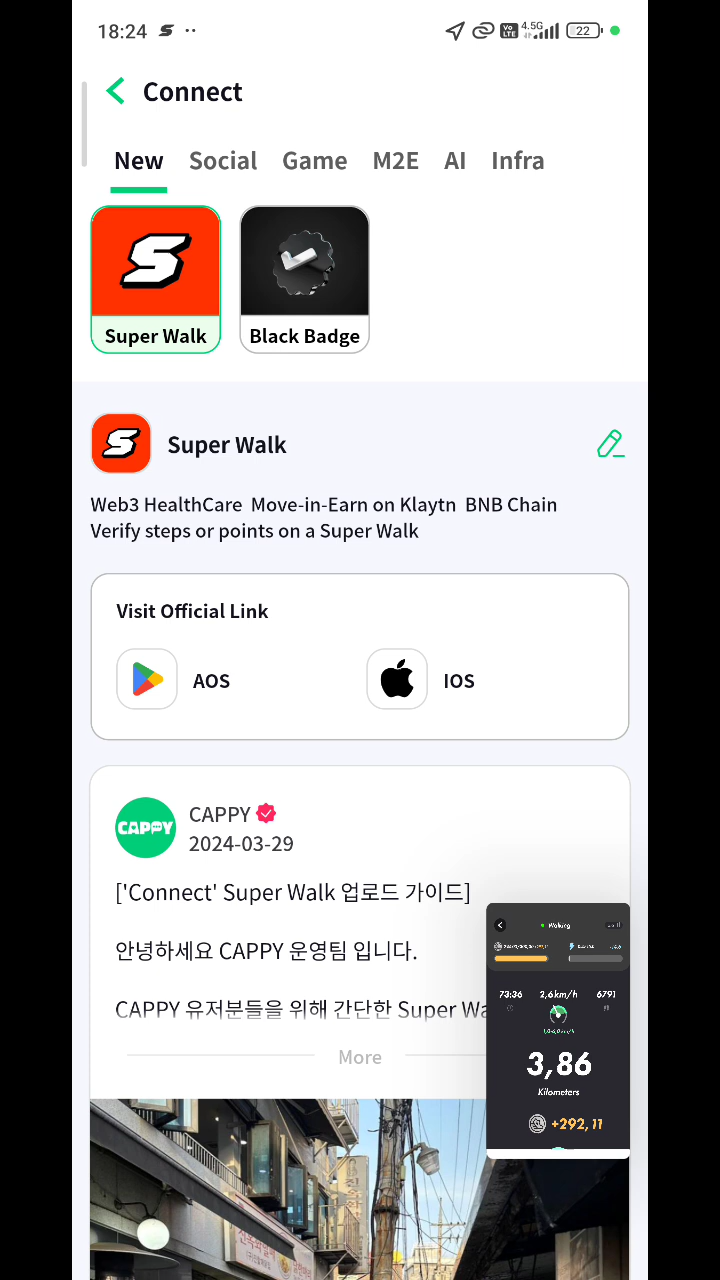 18:24
4.5G
22
Connect
New Social Game M2E AI Infra
Super Walk
Black Badge
Super Walk
Web3 HealthCare Move-in-Earn on Klaytn BNB Chain
Verify steps or points on a Super Walk
Visit Official Link
AOS
IOS
CAPPY
CAPPY
2024-03-29
['Connect' Super Walk 업로드 가이드]
안녕하세요 CAPPY 운영팀 입니다.
CAPPY 유저분들을 위해 간단한 Super
More
Walking
73:36 2,6km/h 6791
3,86
Kilometers
+292,11